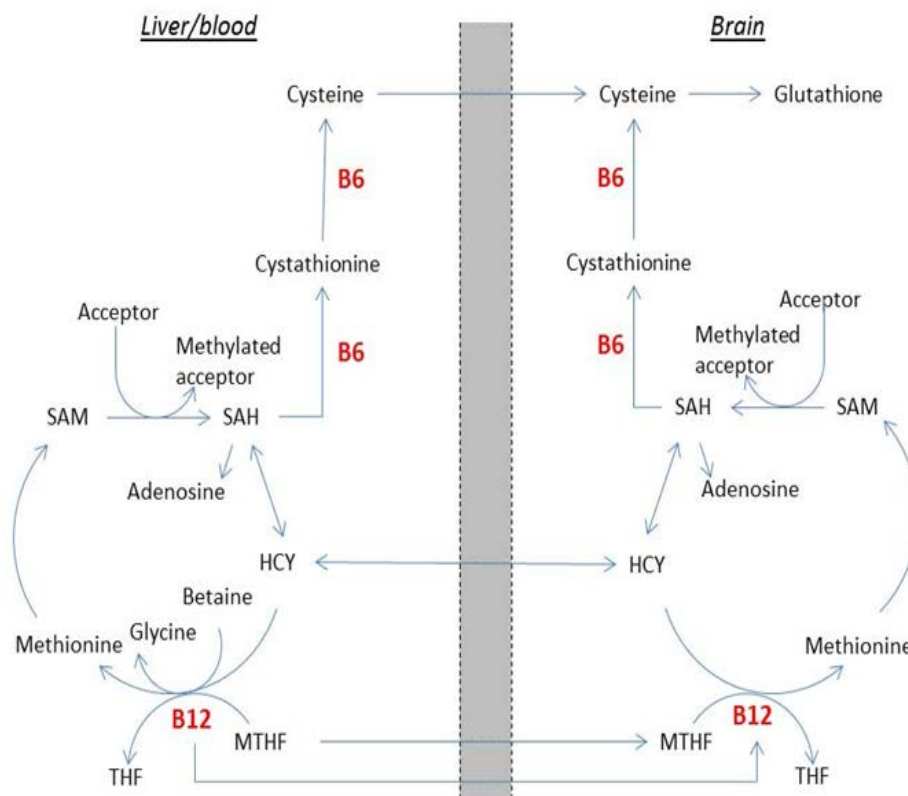 Liver/blood
Brain
Cysteine
Cysteine
Glutathione
B6
B6
Cystathionine
Cystathionine
Acceptor
Acceptor
Methylated
acceptor
Methylated
acceptor
B6
B6
SAM
SAH
SAH
SAM
Adenosine
Adenosine
HCY
HCY
Betaine
Methionine
Glycine
Methionine
B12
B12
MTHF
MTHF
THF
THF